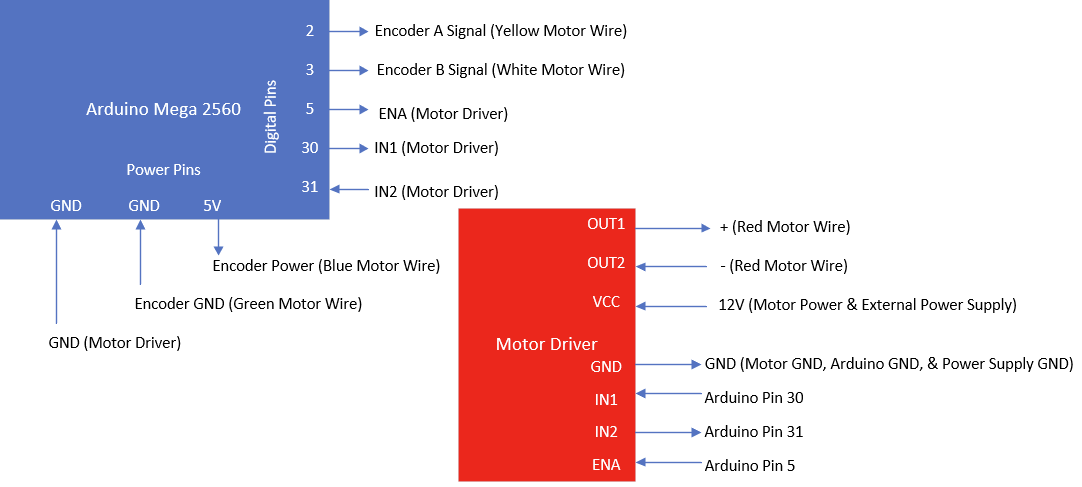 2
Encoder A Signal (Yellow Motor Wire)
3
Encoder B Signal (White Motor Wire)
Arduino Mega 2560
Digital Pins
5
ENA (Motor Driver)
30
IN1 (Motor Driver)
Power Pins
31
IN2 (Motor Driver)
GND
GND
5V
Encoder Power (Blue Motor Wire)
Encoder GND (Green Motor Wire)
GND (Motor Driver)
OUT1
+ (Red Motor Wire)
OUT2
- (Red Motor Wire)
VCC
12V (Motor Power & External Power Supply)
Motor Driver
GND
GND (Motor GND, Arduino GND, & Power Supply GND)
IN1
Arduino Pin 30
IN2
Arduino Pin 31
ENA
Arduino Pin 5